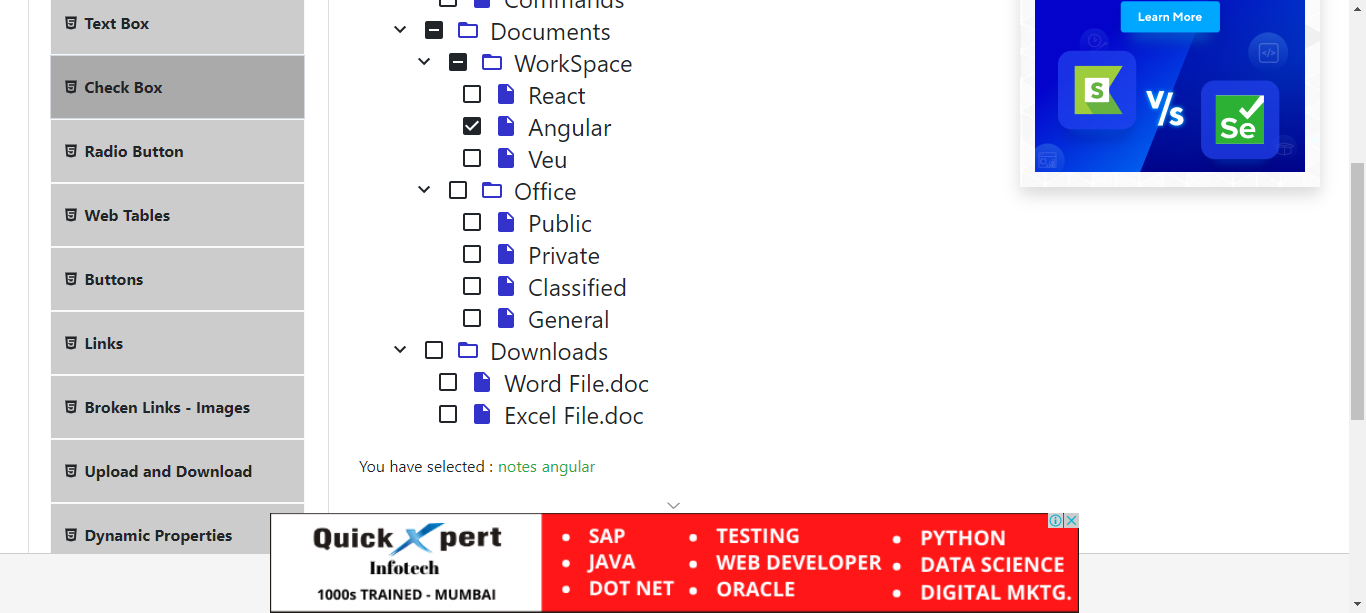 Text Box
Check Box
Radio Button
Web Tables
Buttons
Links
Broken Links - Images
Upload and Download
Dynamic Properties
Commands
Documents
WorkSpace
React
Angular
Veu
Office
Public
Private
Classified
General
Downloads
Word File.doc
Excel File.doc
You have selected : notes angular
Learn More
S
V/s
Se
Quick Xpert
Infotech
1000s TRAINED - MUMBAI
• SAP
• JAVA
• DOT NET
• TESTING
• WEB DEVELOPER
• ORACLE
• PYTHON
• DATA SCIENCE
• DIGITAL MKTG.